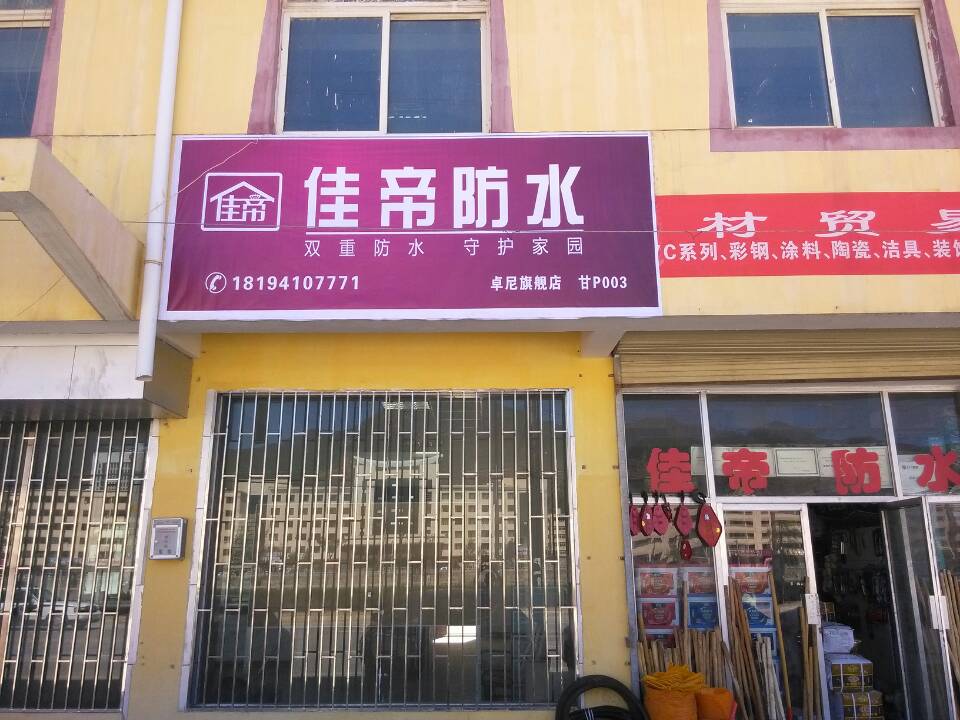 佳帝
佳帝防水
双重防水 守护家园
18194107771
卓尼旗舰店 甘P003
材贸易
C系列、彩钢、涂料、陶瓷、洁具、装饰
佳帝防水